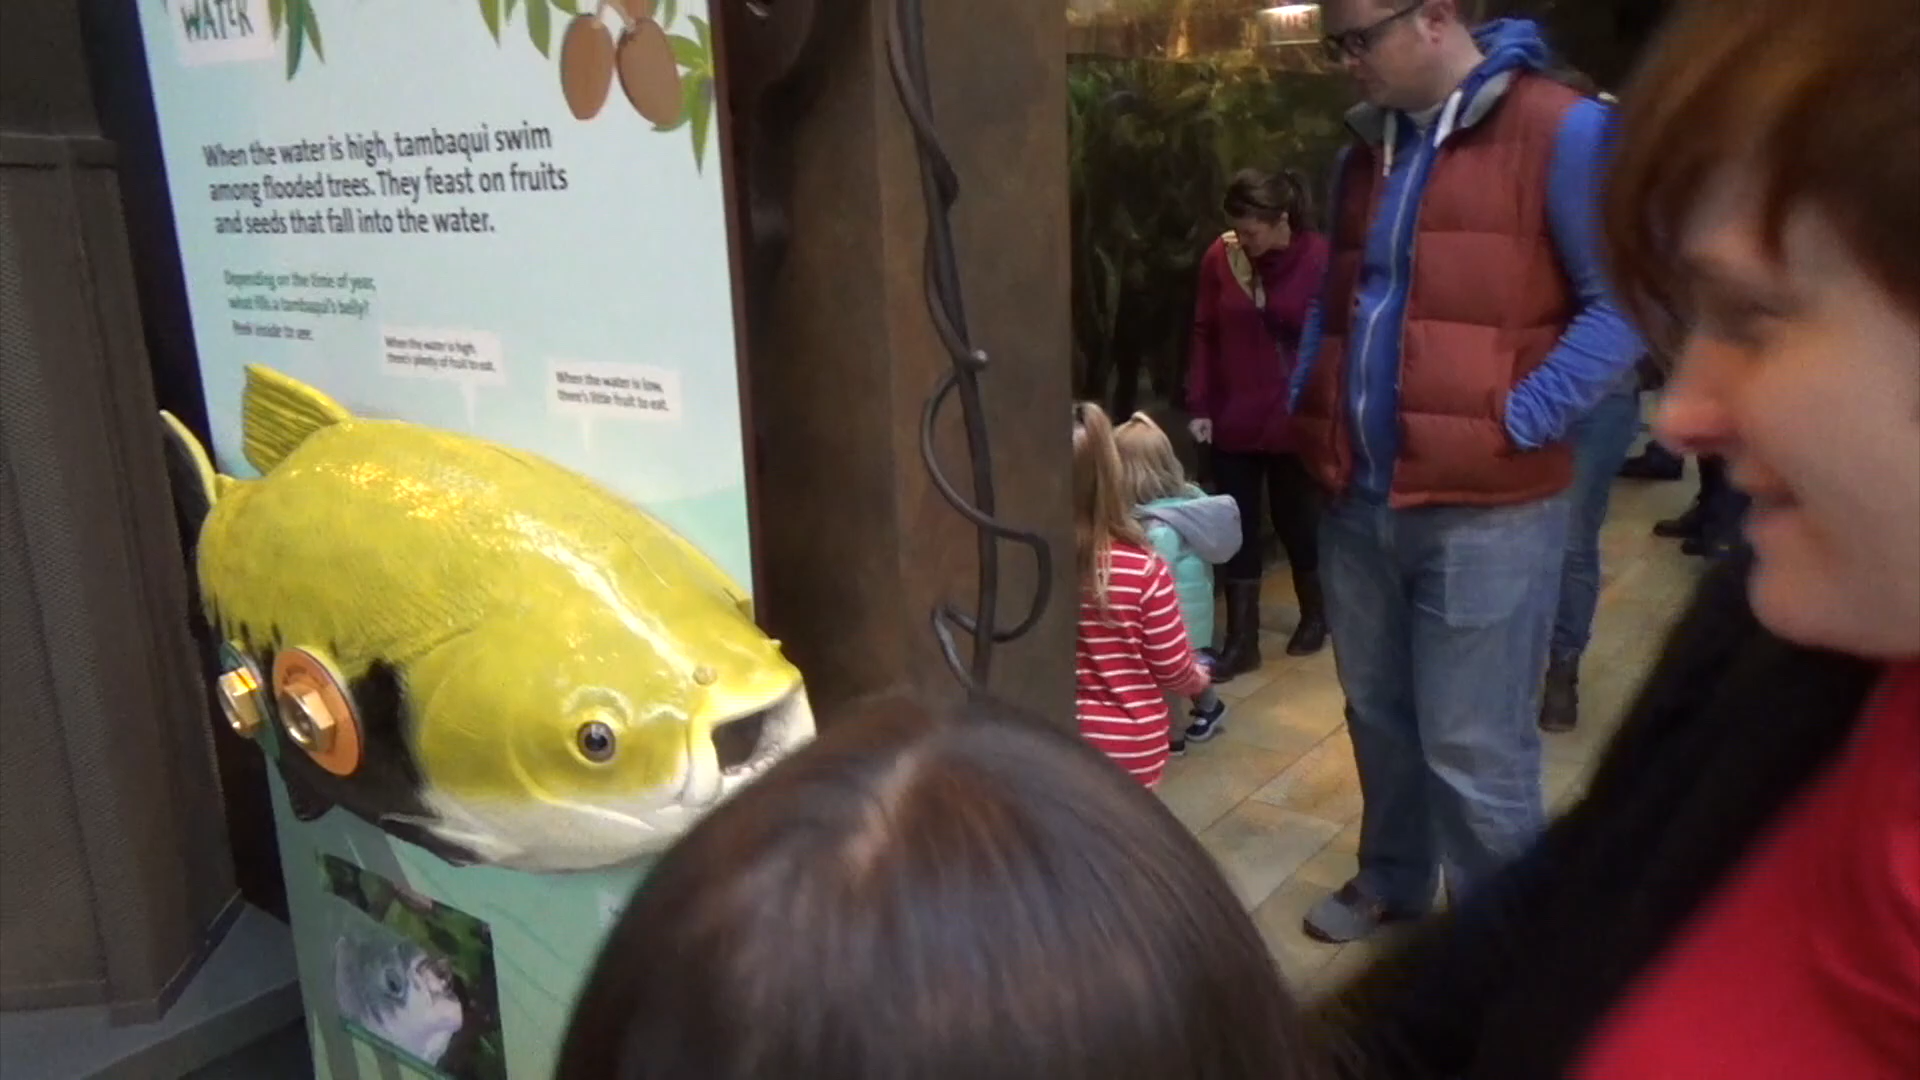 WATER
When the water is high, tambaqui swim
among flooded trees. They feast on fruits
and seeds that fall into the water.
Depending on the time of year,
what fills a tambaqui's belly?
Peek inside to see.
When the water is high,
there's plenty of fruit to eat.
When the water is low,
there's little fruit to eat.